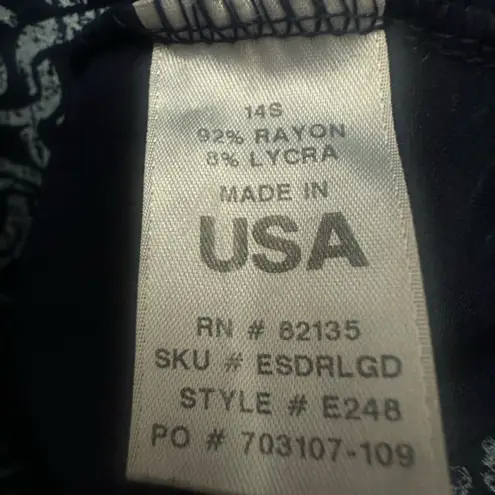 14S
92% RAYON
8% LYCRA
MADE IN
USA
RN # 82135
SKU # ESDRLGD
STYLE # E248
PO # 703107-109